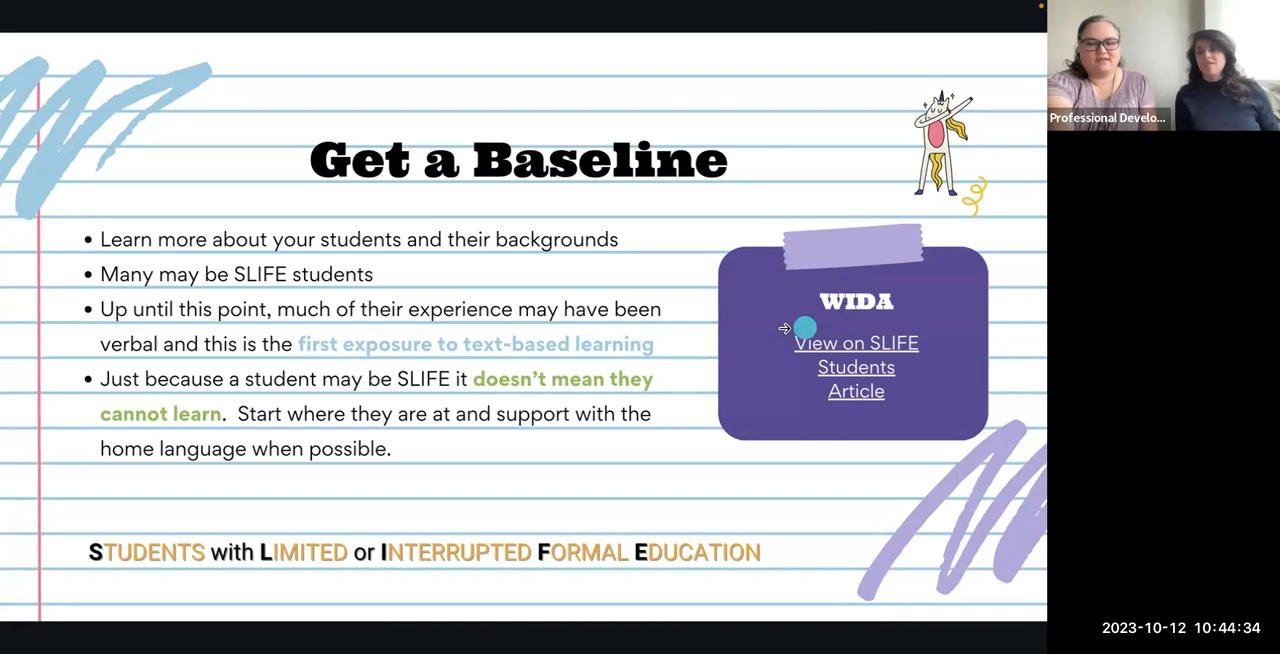 Get a Baseline
• Learn more about your students and their backgrounds
• Many may be SLIFE students
• Up until this point, much of their experience may have been
verbal and this is the first exposure to text-based learning
• Just because a student may be SLIFE it doesn’t mean they
cannot learn.  Start where they are at and support with the
home language when possible.
WIDA
View on SLIFE
Students
Article
STUDENTS with LIMITED or INTERRUPTED FORMAL EDUCATION
Professional Develo...
2023-10-12 10:44:34